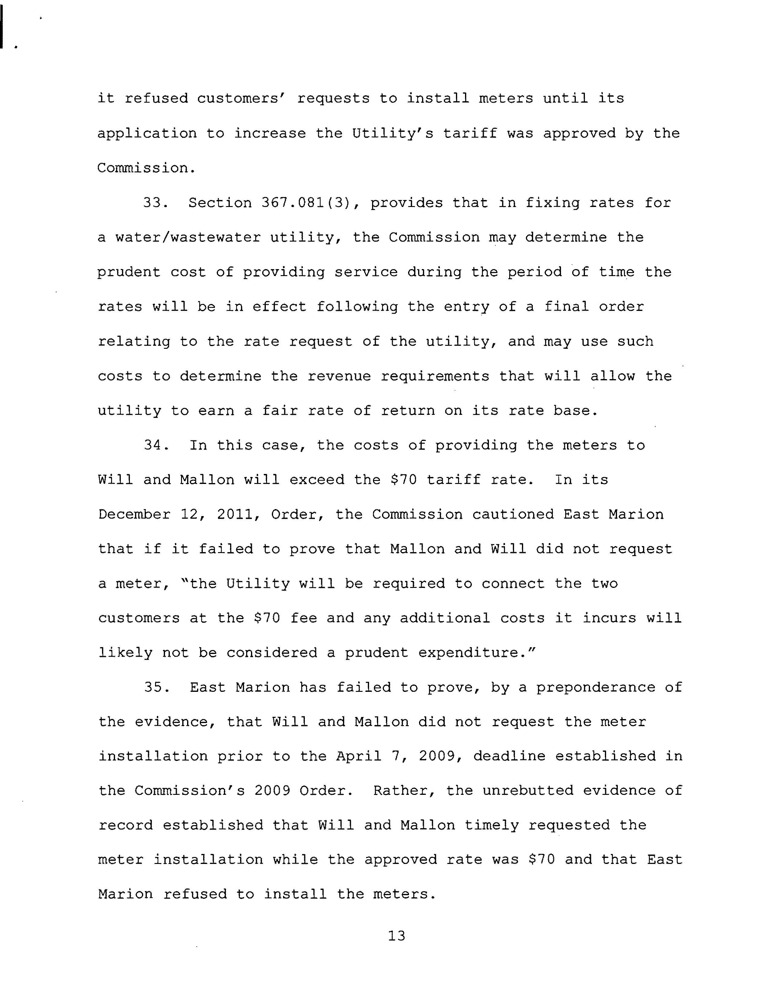 it refused customers' requests to install meters until its
application to increase the Utility's tariff was approved by the
Commission.
33. Section 367.081(3), provides that in fixing rates for
a water/wastewater utility, the Commission may determine the
prudent cost of providing service during the period of time the
rates will be in effect following the entry of a final order
relating to the rate request of the utility, and may use such
costs to determine the revenue requirements that will allow the
utility to earn a fair rate of return on its rate base.
34. In this case, the costs of providing the meters to
Will and Mallon will exceed the $70 tariff rate. In its
December 12, 2011, Order, the Commission cautioned East Marion
that if it failed to prove that Mallon and Will did not request
a meter, "the Utility will be required to connect the two
customers at the $70 fee and any additional costs it incurs will
likely not be considered a prudent expenditure."
35. East Marion has failed to prove, by a preponderance of
the evidence, that Will and Mallon did not request the meter
installation prior to the April 7, 2009, deadline established in
the Commission's 2009 Order. Rather, the unrebutted evidence of
record established that Will and Mallon timely requested the
meter installation while the approved rate was $70 and that East
Marion refused to install the meters.
13